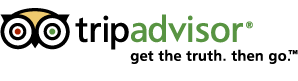 tripadvisor®
get the truth. then go.™